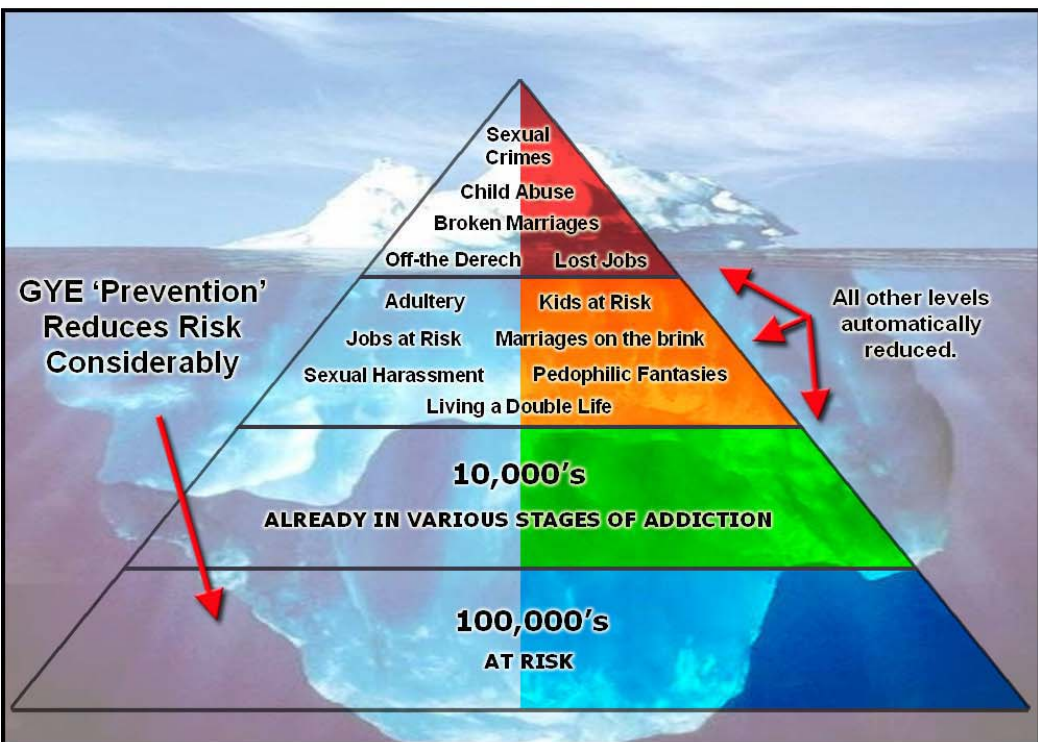 Sexual
Crimes
Child Abuse
Broken Marriages
Off-the Derech Lost Jobs
GYE ‘Prevention’
Reduces Risk
Considerably
Adultery Kids at Risk
Jobs at Risk Marriages on the brink
Sexual Harassment Pedophilic Fantasies
Living a Double Life
All other levels
automatically
reduced.
10,000’s
ALREADY IN VARIOUS STAGES OF ADDICTION
100,000’s
AT RISK